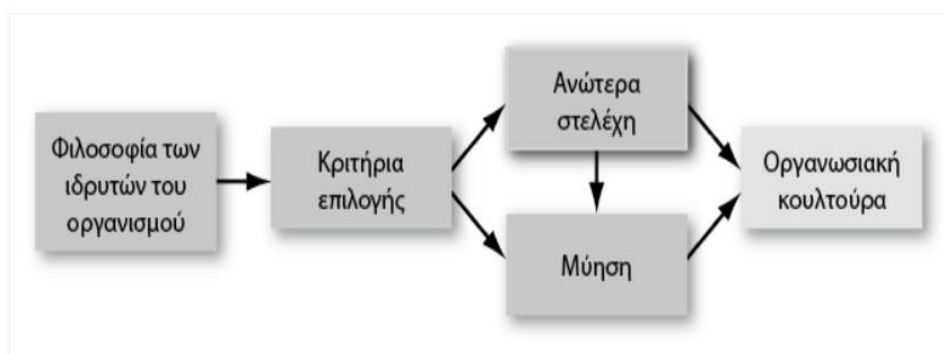 Φιλοσοφία των
ιδρυτών του
οργανισμού
Κριτήρια
επιλογής
Ανώτερα
στελέχη
Μύηση
Οργανωσιακή
κουλτούρα